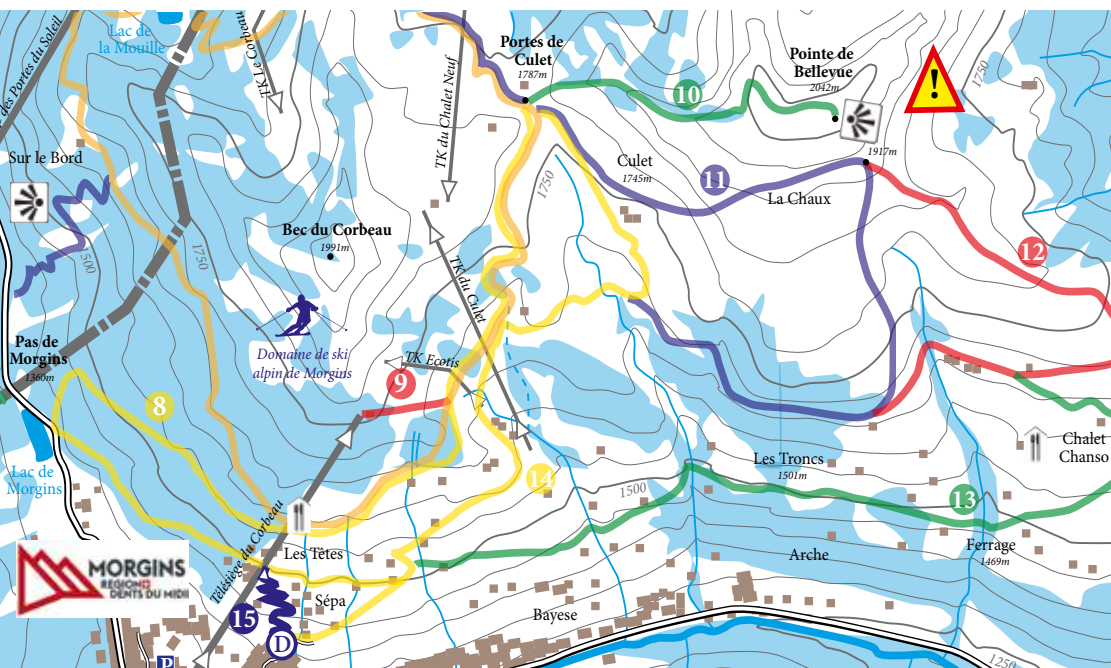 Lac de
la Mouille
des Portes du Soleil
TK Le Corbeau
TK du Chalet Neuf
Portes de
Culet
1787m
10
Pointe de
Bellevue
2042m
!
1750
Sur le Bord
1500
1750
Bec du Corbeau
1991m
1750
Culet
1745m
11
La Chaux
1917m
12
TK du Culet
Domaine de ski
alpin de Morgins
TK Ecotis
9
Pas de
Morgins
1360m
8
Lac de
Morgins
14
1500
Les Troncs
1501m
13
Chalet
Chanso
Télésiège du Corbeau
Les Têtes
Sépa
Arche
Ferrage
1469m
MORGINS
REGION
DENTS DU MIDI
15
D
Bayese
P
1250